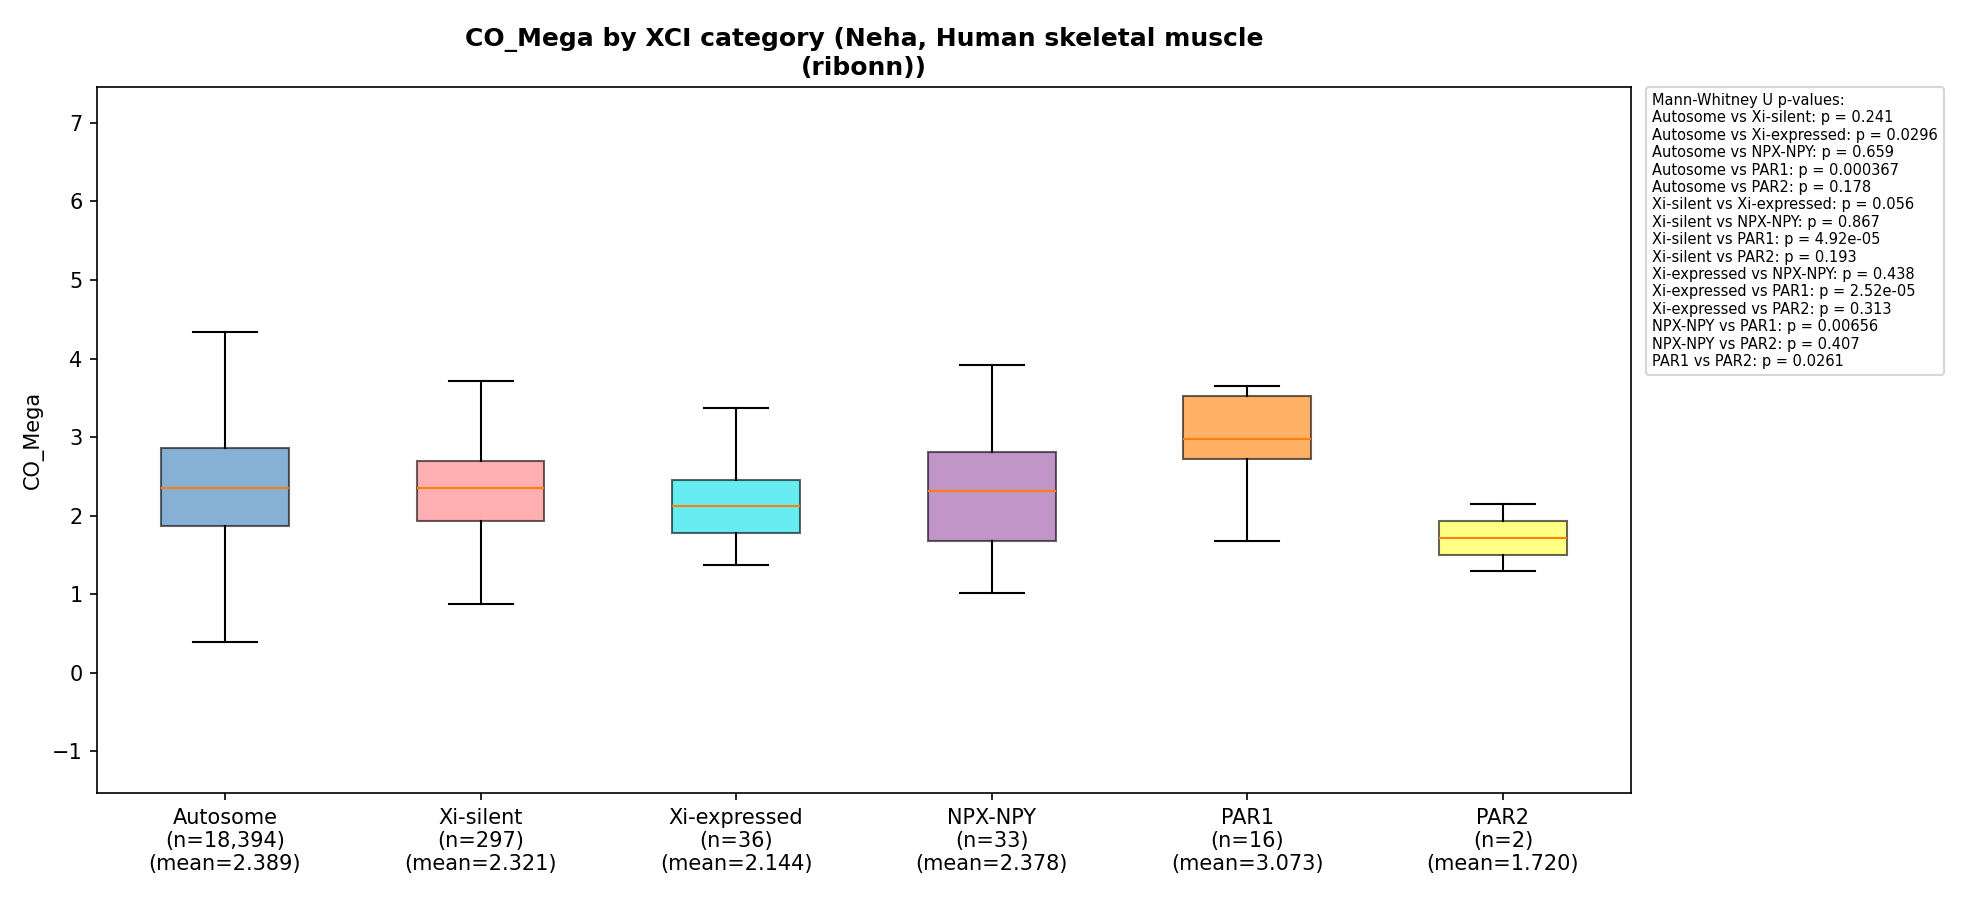 CO_Mega by XCI category (Neha, Human skeletal muscle
(ribonn))
CO_Mega
7
6
5
4
3
2
1
0
−1
Autosome
(n=18,394)
(mean=2.389)
Xi-silent
(n=297)
(mean=2.321)
Xi-expressed
(n=36)
(mean=2.144)
NPX-NPY
(n=33)
(mean=2.378)
PAR1
(n=16)
(mean=3.073)
PAR2
(n=2)
(mean=1.720)
Mann-Whitney U p-values:
Autosome vs Xi-silent: p = 0.241
Autosome vs Xi-expressed: p = 0.0296
Autosome vs NPX-NPY: p = 0.659
Autosome vs PAR1: p = 0.000367
Autosome vs PAR2: p = 0.178
Xi-silent vs Xi-expressed: p = 0.056
Xi-silent vs NPX-NPY: p = 0.867
Xi-silent vs PAR1: p = 4.92e-05
Xi-silent vs PAR2: p = 0.193
Xi-expressed vs NPX-NPY: p = 0.438
Xi-expressed vs PAR1: p = 2.52e-05
Xi-expressed vs PAR2: p = 0.313
NPX-NPY vs PAR1: p = 0.00656
NPX-NPY vs PAR2: p = 0.407
PAR1 vs PAR2: p = 0.0261